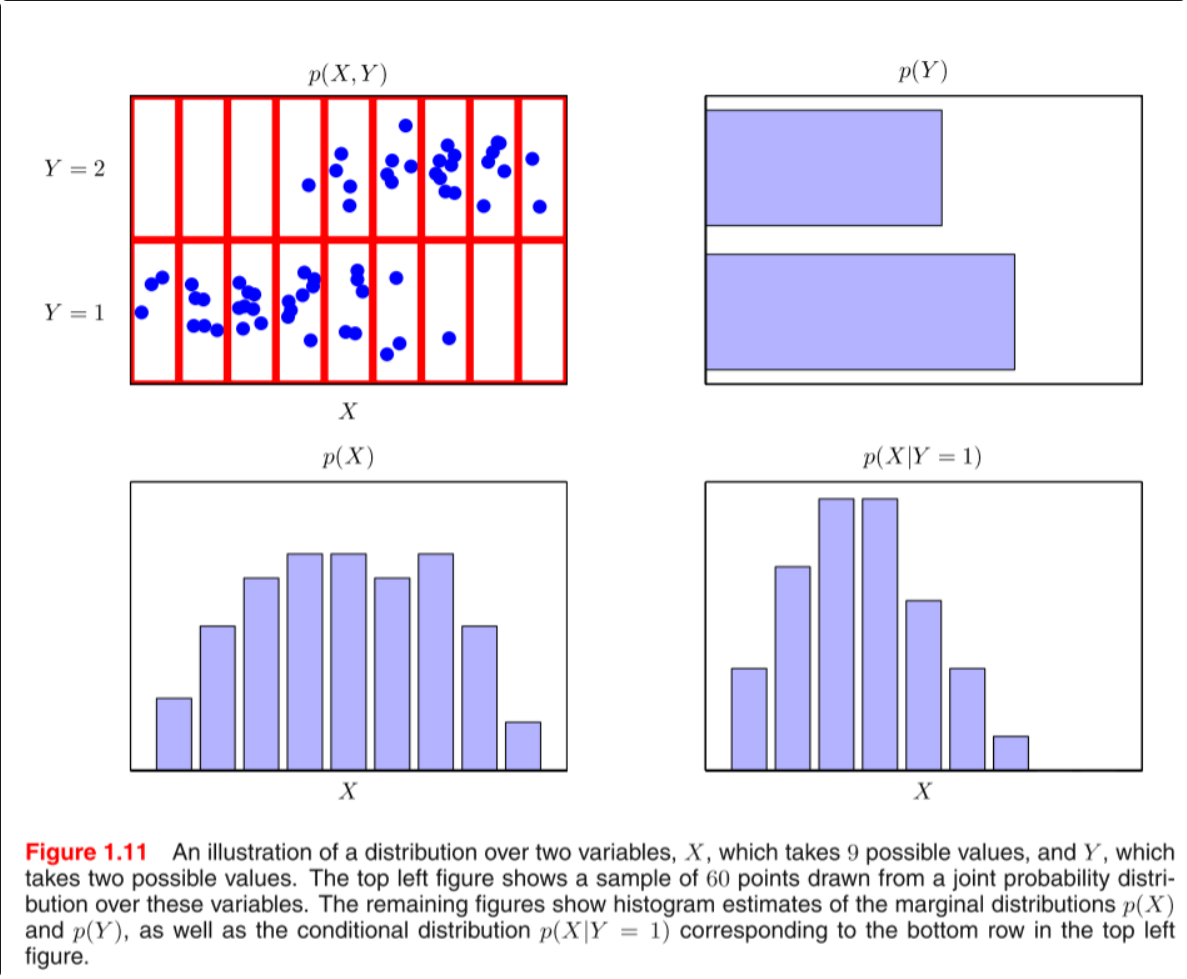 p(X, Y)
p(Y)
Y = 2
Y = 1
X
p(X)
p(X|Y = 1)
X
X
Figure 1.11 An illustration of a distribution over two variables, X, which takes 9 possible values, and Y, which
takes two possible values. The top left figure shows a sample of 60 points drawn from a joint probability distri-
bution over these variables. The remaining figures show histogram estimates of the marginal distributions p(X)
and p(Y), as well as the conditional distribution p(X|Y = 1) corresponding to the bottom row in the top left
figure.